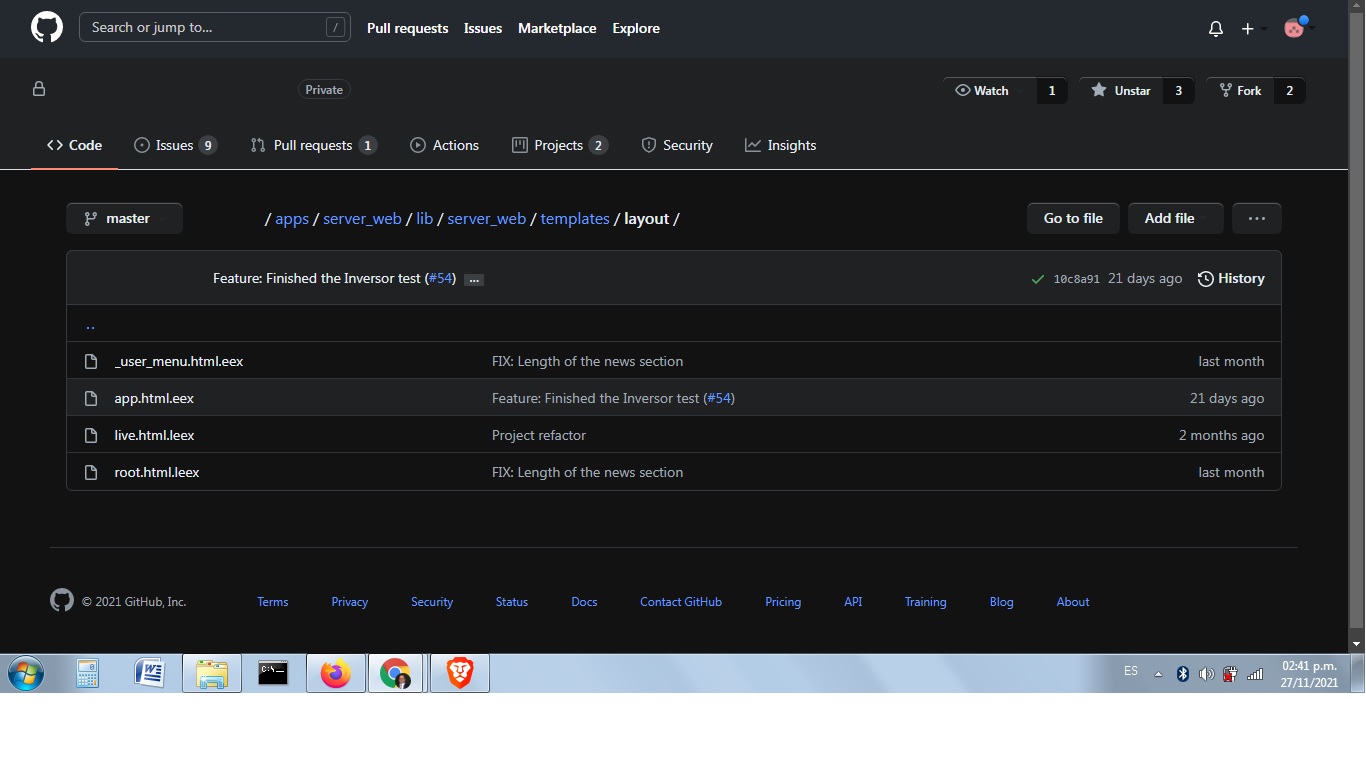 Search or jump to... /
Pull requests Issues Marketplace Explore
Private
Watch 1 Unstar 3 Fork 2
Code Issues 9 Pull requests 1 Actions Projects 2 Security Insights
master / apps / server_web / lib / server_web / templates / layout / Go to file Add file ...
Feature: Finished the Inversor test (#54) ... 10c8a91 21 days ago History
..
_user_menu.html.eex FIX: Length of the news section last month
app.html.eex Feature: Finished the Inversor test (#54) 21 days ago
live.html.leex Project refactor 2 months ago
root.html.leex FIX: Length of the news section last month
© 2021 GitHub, Inc. Terms Privacy Security Status Docs Contact GitHub Pricing API Training Blog About
ES 02:41 p.m.
27/11/2021